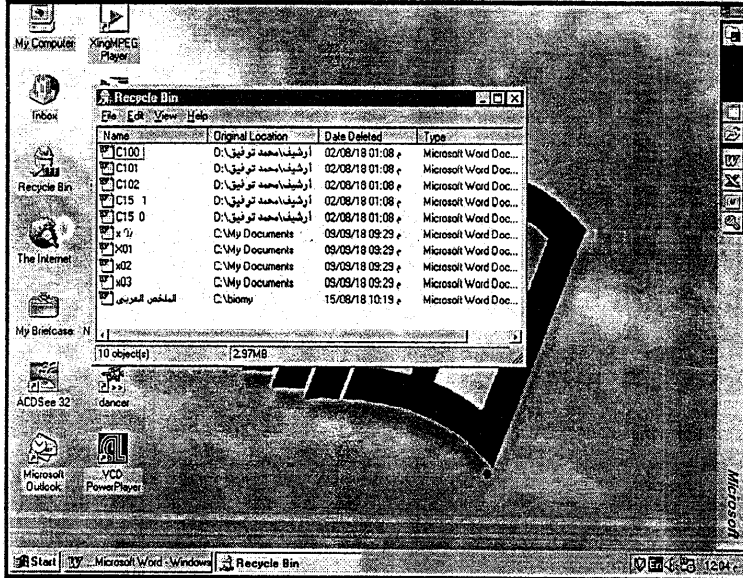 My Computer
XingMPEG Player
Inbox
Recycle Bin
The Internet
My Briefcase
N
ACDSee 32
dancer
Microsoft Outlook
VCD PowerPlayer
Recycle Bin
File Edit View Help
Name Original Location Date Deleted Type
C100 D:\أرشيف\محمد توفيق 02/08/18 01:08 م Microsoft Word Doc...
C101 D:\أرشيف\محمد توفيق 02/08/18 01:08 م Microsoft Word Doc...
C102 D:\أرشيف\محمد توفيق 02/08/18 01:08 م Microsoft Word Doc...
C15 1 D:\أرشيف\محمد توفيق 02/08/18 01:08 م Microsoft Word Doc...
C15 0 D:\أرشيف\محمد توفيق 02/08/18 01:08 م Microsoft Word Doc...
x C:\My Documents 09/09/18 09:29 م Microsoft Word Doc...
X01 C:\My Documents 09/09/18 09:29 م Microsoft Word Doc...
x02 C:\My Documents 09/09/18 09:29 م Microsoft Word Doc...
x03 C:\My Documents 09/09/18 09:29 م Microsoft Word Doc...
الملخص العربى C:\biomy 15/08/18 10:19 م Microsoft Word Doc...
10 object(s) 2.97MB
Microsoft
Start
Microsoft Word - Windows
Recycle Bin
En
12:04 م